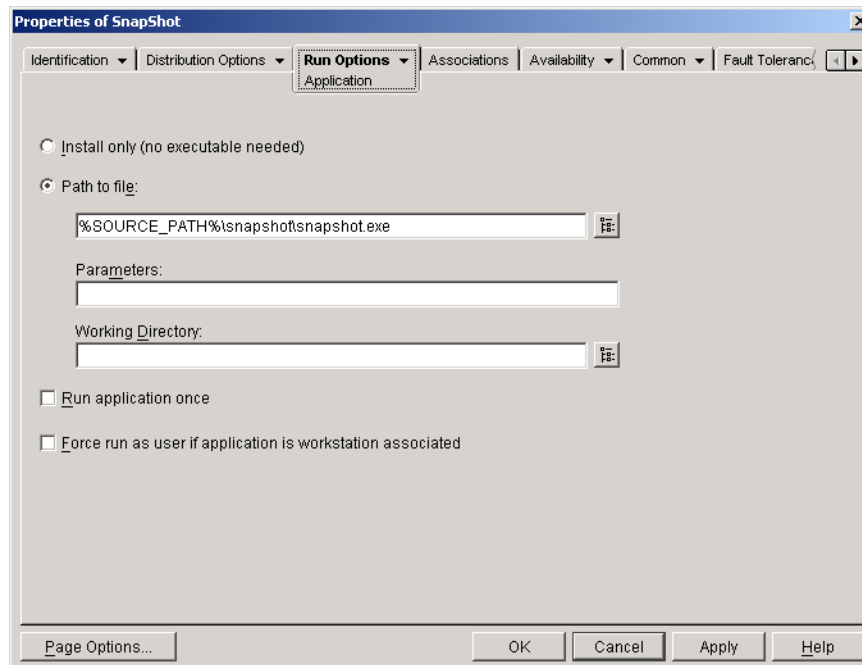 Properties of SnapShot
Identification Distribution Options Run Options Associations Availability Common Fault Toleranc
Application
Install only (no executable needed)
Path to file:
%SOURCE_PATH%\snapshot\snapshot.exe
Parameters:
Working Directory:
Run application once
Force run as user if application is workstation associated
Page Options... OK Cancel Apply Help